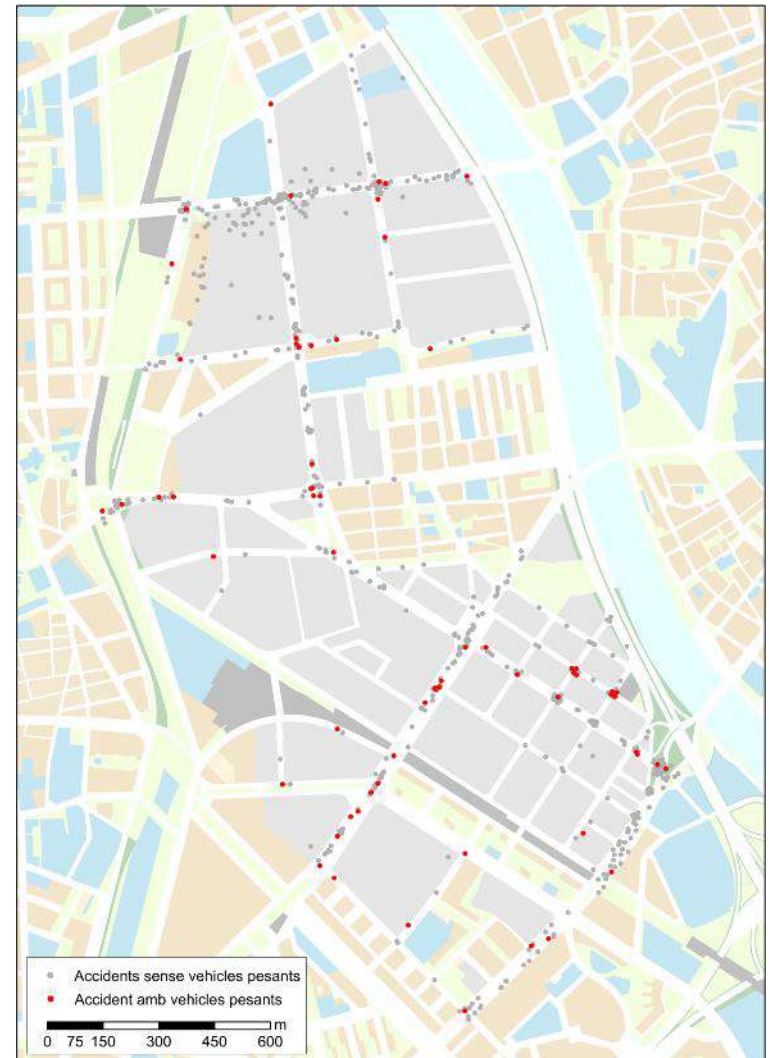 Accidents sense vehicles pesants
Accident amb vehicles pesants
0 75 150 300 450 600 m